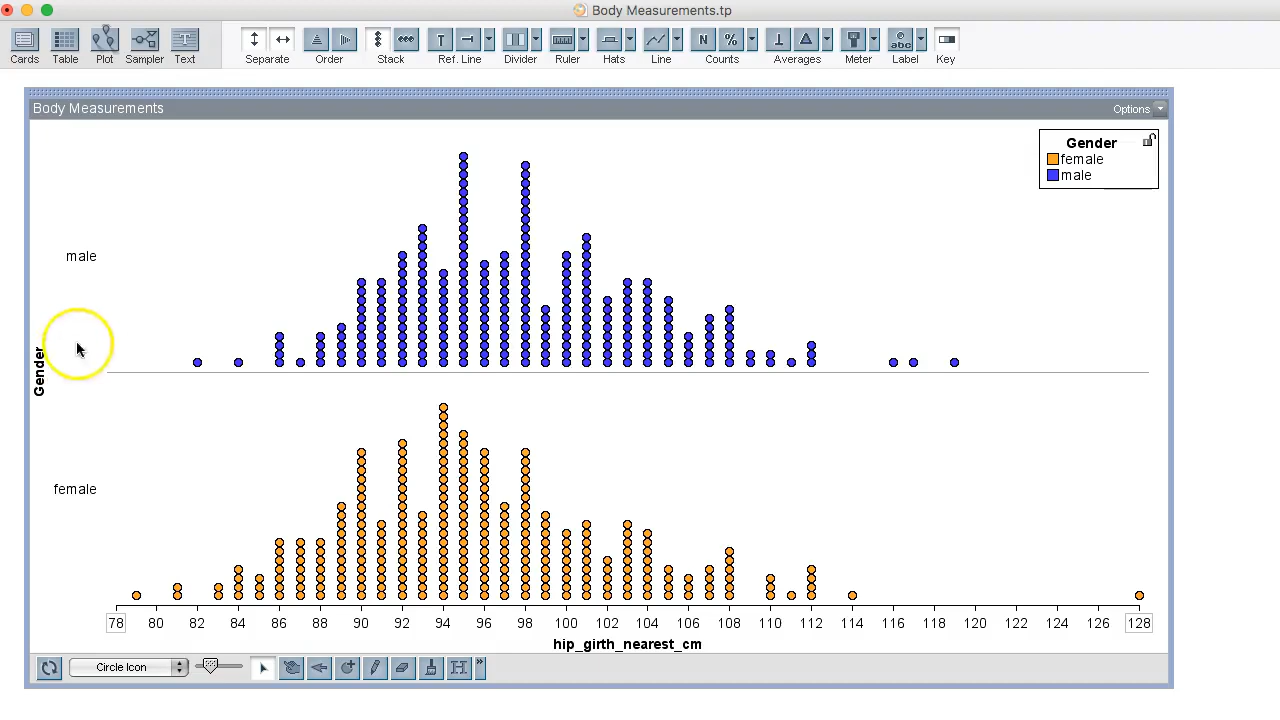 Body Measurements.tp
Cards Table Plot Sampler Text Separate Order Stack Ref. Line Divider Ruler Hats Line Counts Averages Meter Label Key
T N % abc
Body Measurements Options
Gender
female
male
male
Gender
female
78 80 82 84 86 88 90 92 94 96 98 100 102 104 106 108 110 112 114 116 118 120 122 124 126 128
hip_girth_nearest_cm
Circle Icon